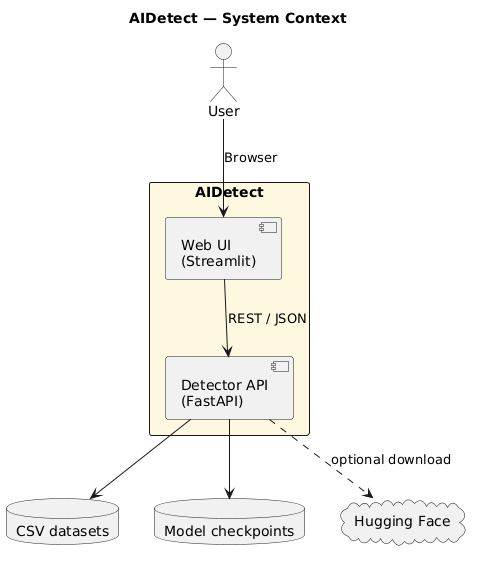 AIDetect — System Context
User
Browser
AIDetect
Web UI
(Streamlit)
REST / JSON
Detector API
(FastAPI)
optional download
CSV datasets
Model checkpoints
Hugging Face